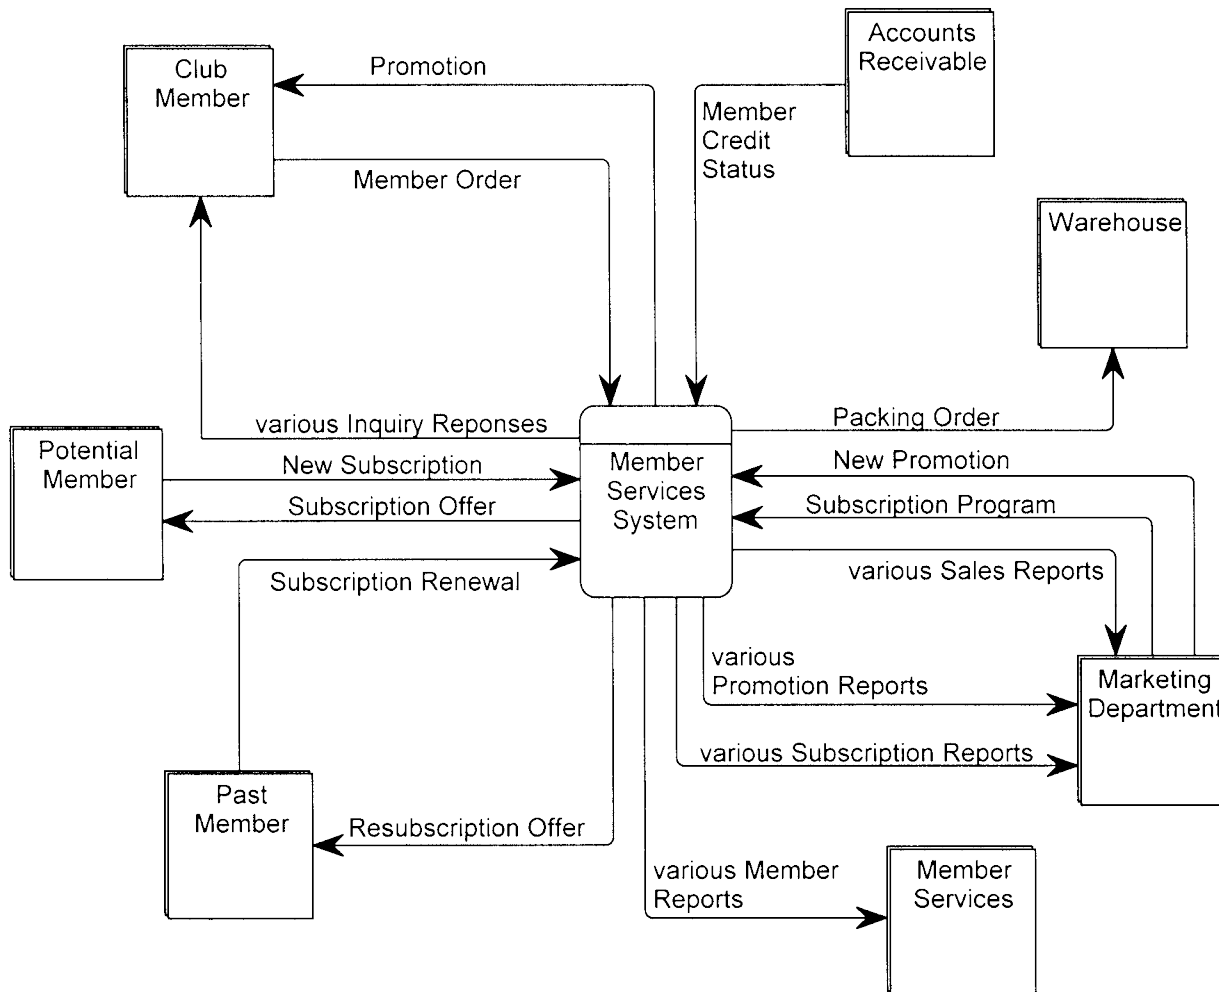 Club
Member
Promotion
Member Order
Accounts
Receivable
Member
Credit
Status
Warehouse
various Inquiry Reponses
Packing Order
Potential
Member
New Subscription
Subscription Offer
Subscription Renewal
Member
Services
System
New Promotion
Subscription Program
various Sales Reports
various
Promotion Reports
Marketing
Department
various Subscription Reports
Past
Member
Resubscription Offer
various Member
Reports
Member
Services